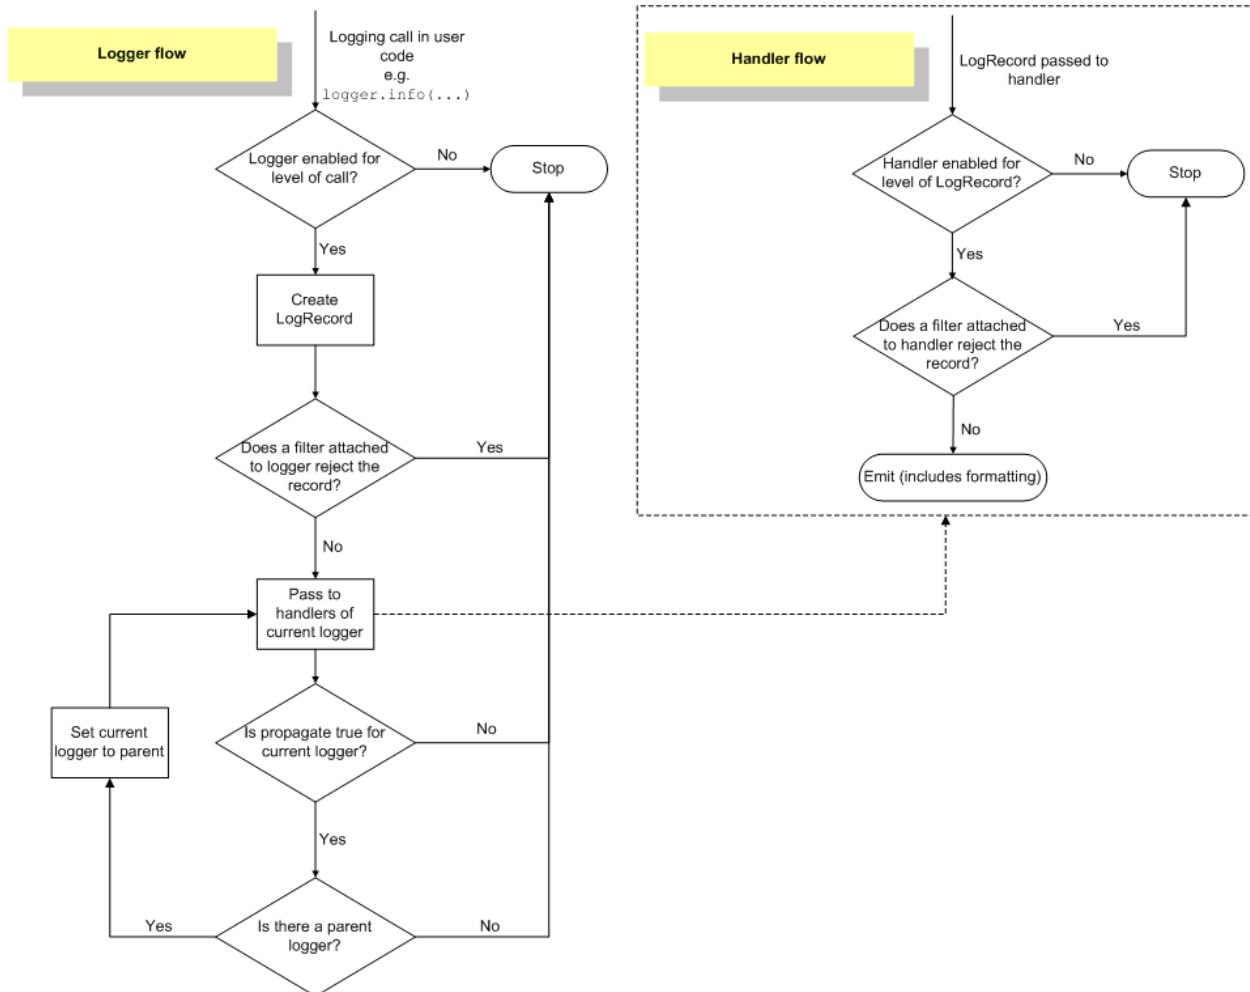 Logger flow
Logging call in user
code
e.g.
logger.info(...)
Logger enabled for
level of call?
No
Stop
Yes
Create
LogRecord
Does a filter attached
to logger reject the
record?
Yes
No
Pass to
handlers of
current logger
Set current
logger to parent
Is propagate true for
current logger?
No
Yes
Is there a parent
logger?
Yes
No
Handler flow
LogRecord passed to
handler
Handler enabled for
level of LogRecord?
No
Stop
Yes
Does a filter attached
to handler reject the
record?
Yes
No
Emit (includes formatting)